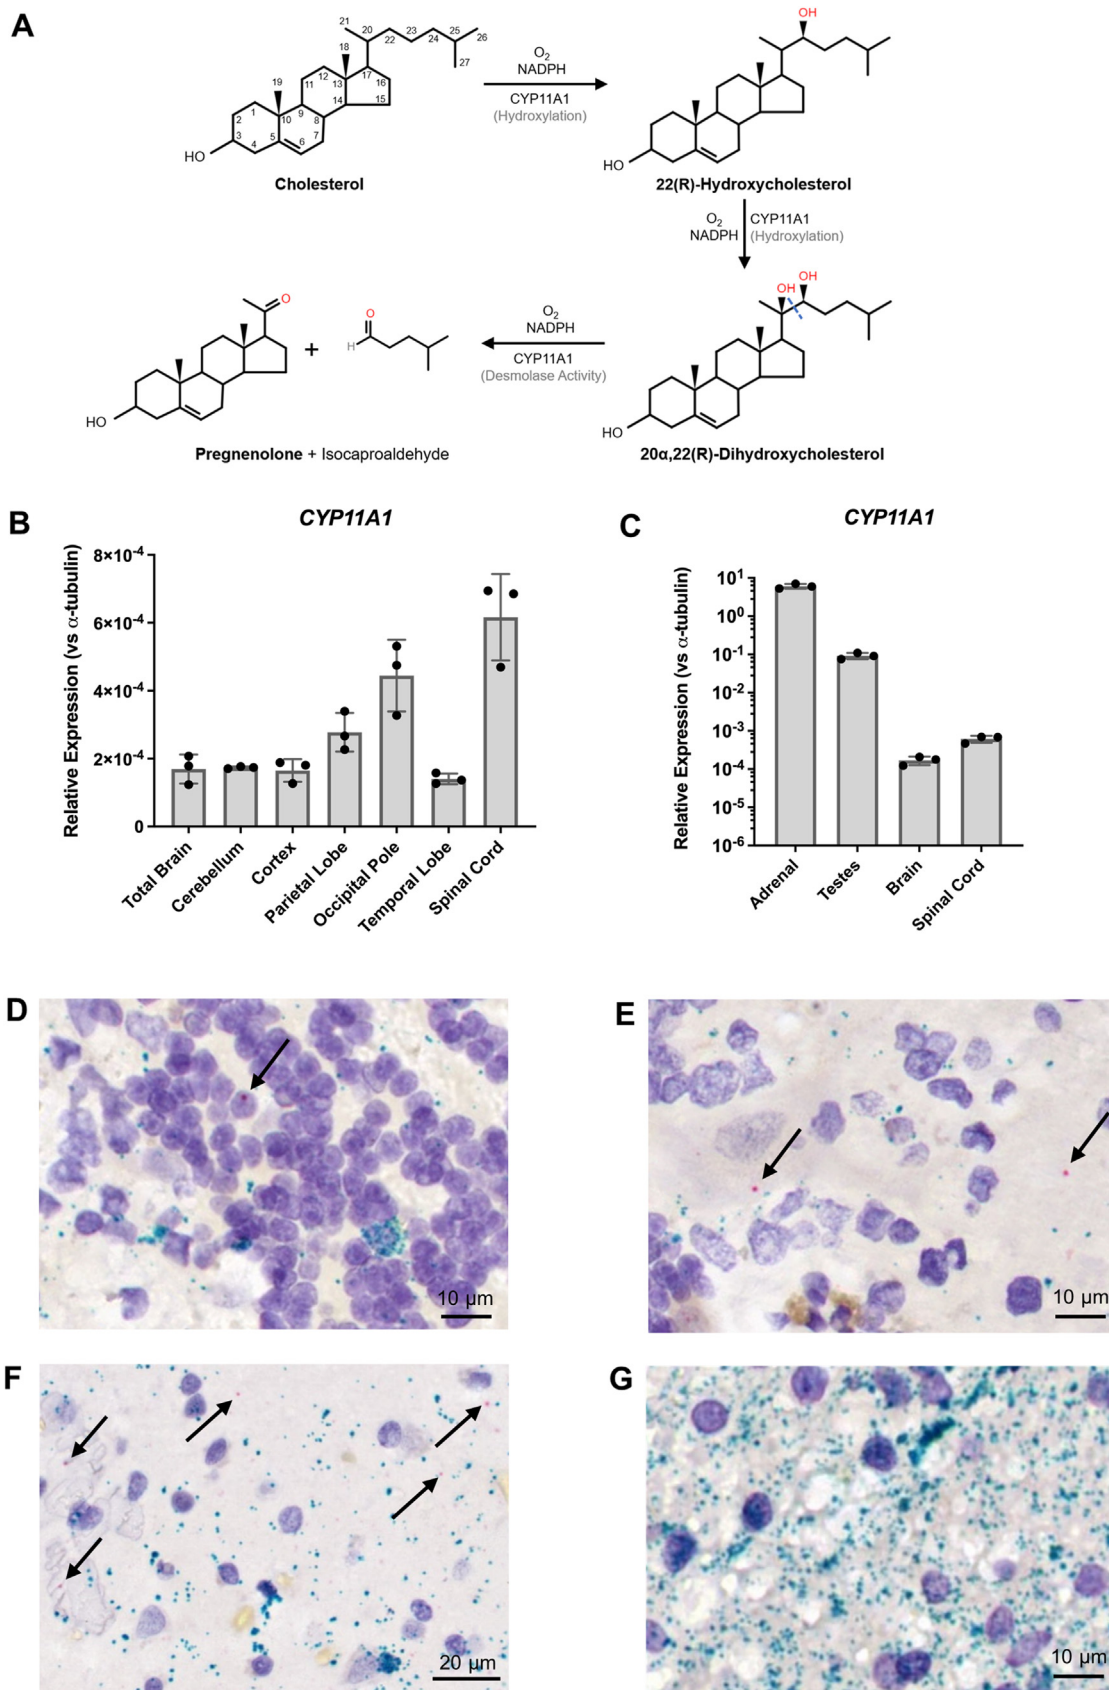 A
21
20
22
23
24
25
26
27
18
12
11
13
17
16
19
14
15
1
9
2
10
8
3
4
5
6
7
HO
Cholesterol
O2
NADPH
CYP11A1
(Hydroxylation)
OH
HO
22(R)-Hydroxycholesterol
O2
NADPH
CYP11A1
(Hydroxylation)
OH
OH
HO
20α,22(R)-Dihydroxycholesterol
O2
NADPH
CYP11A1
(Desmolase Activity)
O
HO
+
O
H
Pregnenolone + Isocaproaldehyde
B
CYP11A1
Relative Expression (vs α-tubulin)
8×10-4
6×10-4
4×10-4
2×10-4
0
Total Brain
Cerebellum
Cortex
Parietal Lobe
Occipital Pole
Temporal Lobe
Spinal Cord
C
CYP11A1
Relative Expression (vs α-tubulin)
10^1
10^0
10-1
10-2
10-3
10-4
10-5
10-6
Adrenal
Testes
Brain
Spinal Cord
D
10 µm
E
10 µm
F
20 µm
G
10 µm